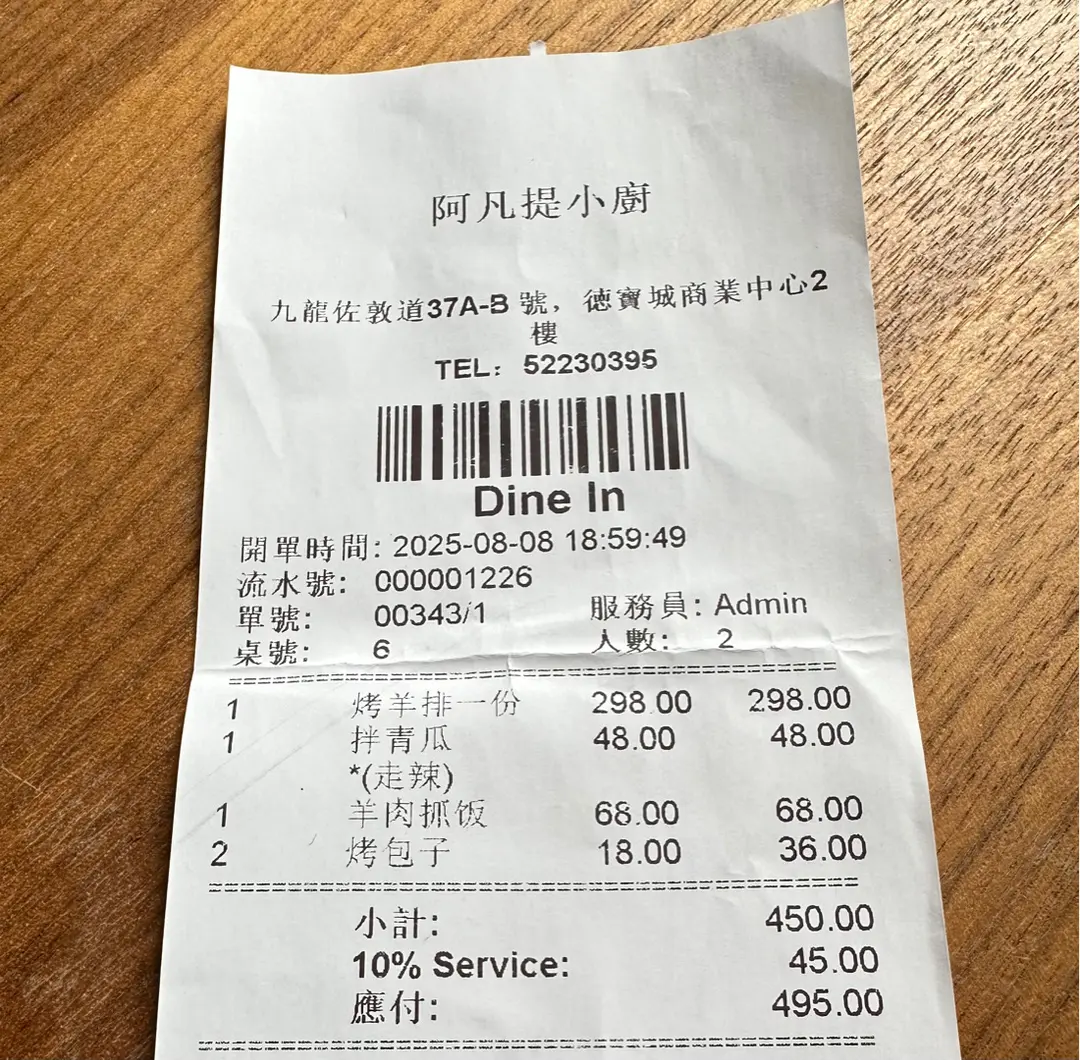 阿凡提小廚
九龍佐敦道37A-B 號，德寶城商業中心2
樓
TEL：52230395
Dine In
開單時間: 2025-08-08 18:59:49
流水號: 000001226
單號: 00343/1 服務員: Admin
桌號: 6 人數: 2
1 烤羊排一份 298.00 298.00
1 拌青瓜 48.00 48.00
*(走辣)
1 羊肉抓饭 68.00 68.00
2 烤包子 18.00 36.00
小計: 450.00
10% Service: 45.00
應付: 495.00